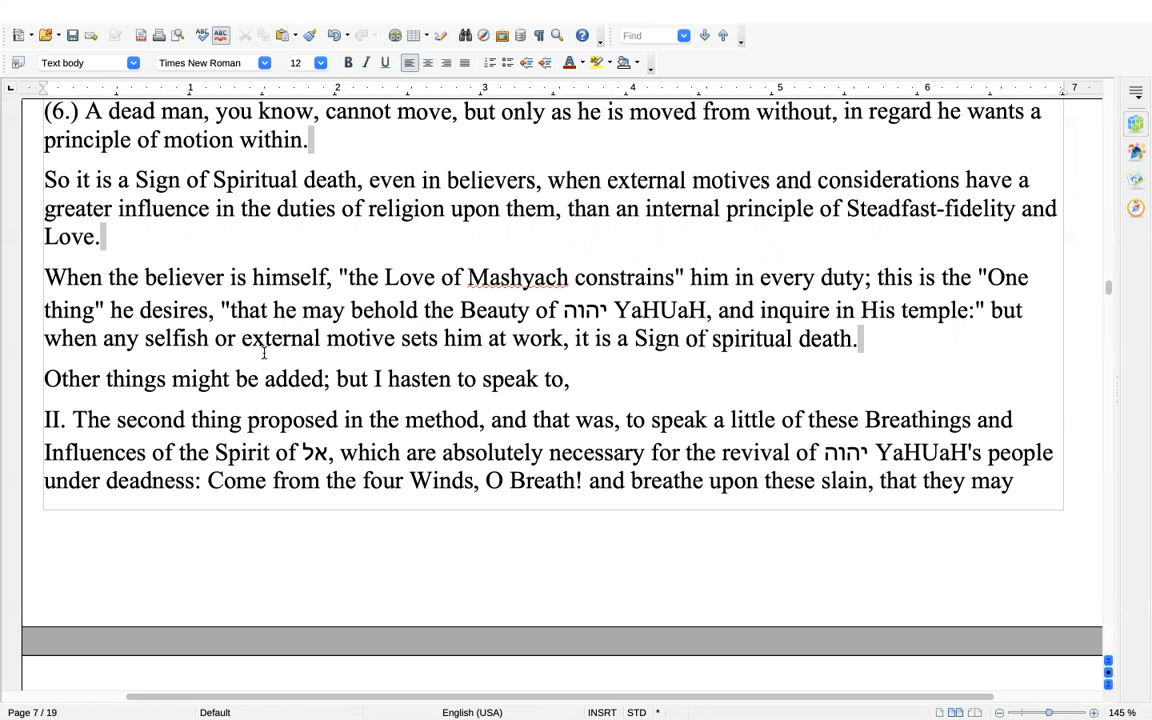 Find
Text body
Times New Roman
12
B I U
1 2 3 4 5 6 7
(6.) A dead man, you know, cannot move, but only as he is moved from without, in regard he wants a
principle of motion within.
So it is a Sign of Spiritual death, even in believers, when external motives and considerations have a
greater influence in the duties of religion upon them, than an internal principle of Steadfast-fidelity and
Love.
When the believer is himself, "the Love of Mashyach constrains" him in every duty; this is the "One
thing" he desires, "that he may behold the Beauty of יהוה YaHUaH, and inquire in His temple:" but
when any selfish or external motive sets him at work, it is a Sign of spiritual death.
Other things might be added; but I hasten to speak to,
II. The second thing proposed in the method, and that was, to speak a little of these Breathings and
Influences of the Spirit of אל, which are absolutely necessary for the revival of יהוה YaHUaH's people
under deadness: Come from the four Winds, O Breath! and breathe upon these slain, that they may
Page 7 / 19
Default
English (USA)
INSRT
STD
*
145 %